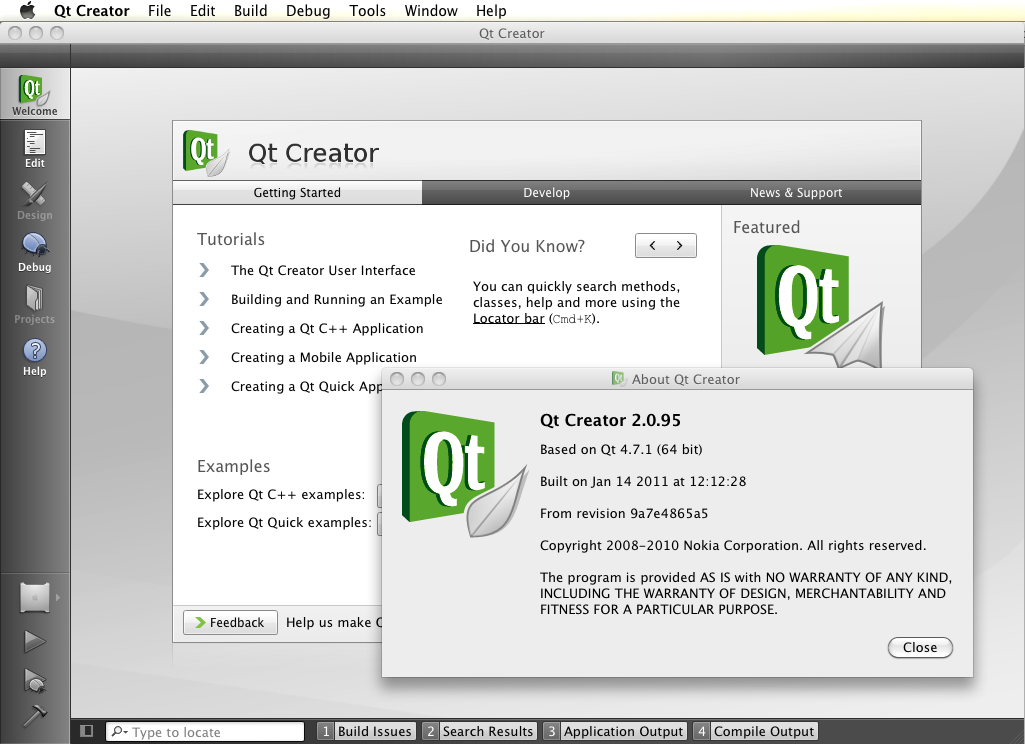 Qt Creator File Edit Build Debug Tools Window Help
Qt Creator
Qt
Welcome
Edit
Design
Debug
Projects
?
Help
Qt Qt Creator
Getting Started Develop News & Support
Tutorials
The Qt Creator User Interface
Building and Running an Example
Creating a Qt C++ Application
Creating a Mobile Application
Creating a Qt Quick App
Did You Know?
You can quickly search methods,
classes, help and more using the
Locator bar (Cmd+K).
Featured
Qt
Examples
Explore Qt C++ examples:
Explore Qt Quick examples:
Feedback Help us make
About Qt Creator
Qt
Qt Creator 2.0.95
Based on Qt 4.7.1 (64 bit)
Built on Jan 14 2011 at 12:12:28
From revision 9a7e4865a5
Copyright 2008-2010 Nokia Corporation. All rights reserved.
The program is provided AS IS with NO WARRANTY OF ANY KIND,
INCLUDING THE WARRANTY OF DESIGN, MERCHANTABILITY AND
FITNESS FOR A PARTICULAR PURPOSE.
Close
Type to locate 1 Build Issues 2 Search Results 3 Application Output 4 Compile Output